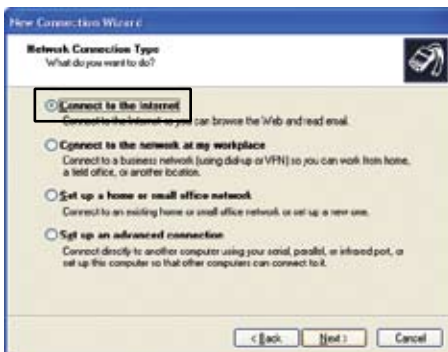 New Connection Wizard
Network Connection Type
What do you want to do?
Connect to the Internet
Connect to the Internet so you can browse the Web and read email.
Connect to the network at my workplace
Connect to a business network (using dial-up or VPN) so you can work from home,
a field office, or another location.
Set up a home or small office network
Connect to an existing home or small office network or set up a new one.
Set up an advanced connection
Connect directly to another computer using your serial, parallel, or infrared port, or
set up this computer so that other computers can connect to it.
< Back
Next >
Cancel